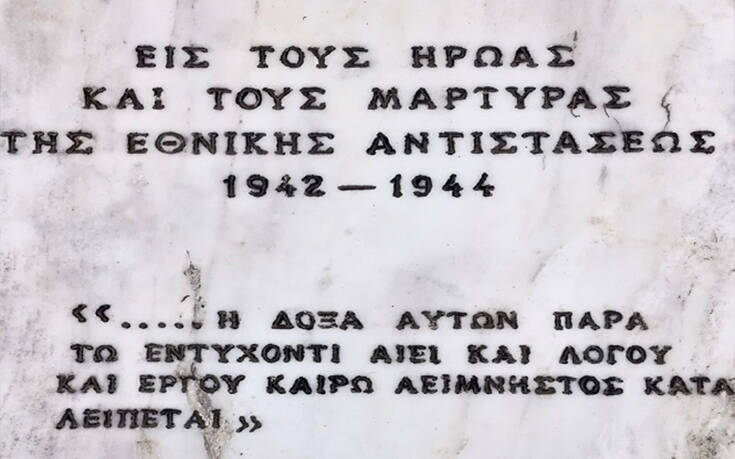 ΕΙΣ ΤΟΥΣ ΗΡΩΑΣ
ΚΑΙ ΤΟΥΣ ΜΑΡΤΥΡΑΣ
ΤΗΣ ΕΘΝΙΚΗΣ ΑΝΤΙΣΤΑΣΕΩΣ
1942 — 1944
«..... Η ΔΟΞΑ ΑΥΤΩΝ ΠΑΡΑ
ΤΩ ΕΝΤΥΧΟΝΤΙ ΑΙΕΙ ΚΑΙ ΛΟΓΟΥ
ΚΑΙ ΕΡΓΟΥ ΚΑΙΡΩ ΑΕΙΜΝΗΣΤΟΣ ΚΑΤΑ
ΛΕΙΠΕΤΑΙ»